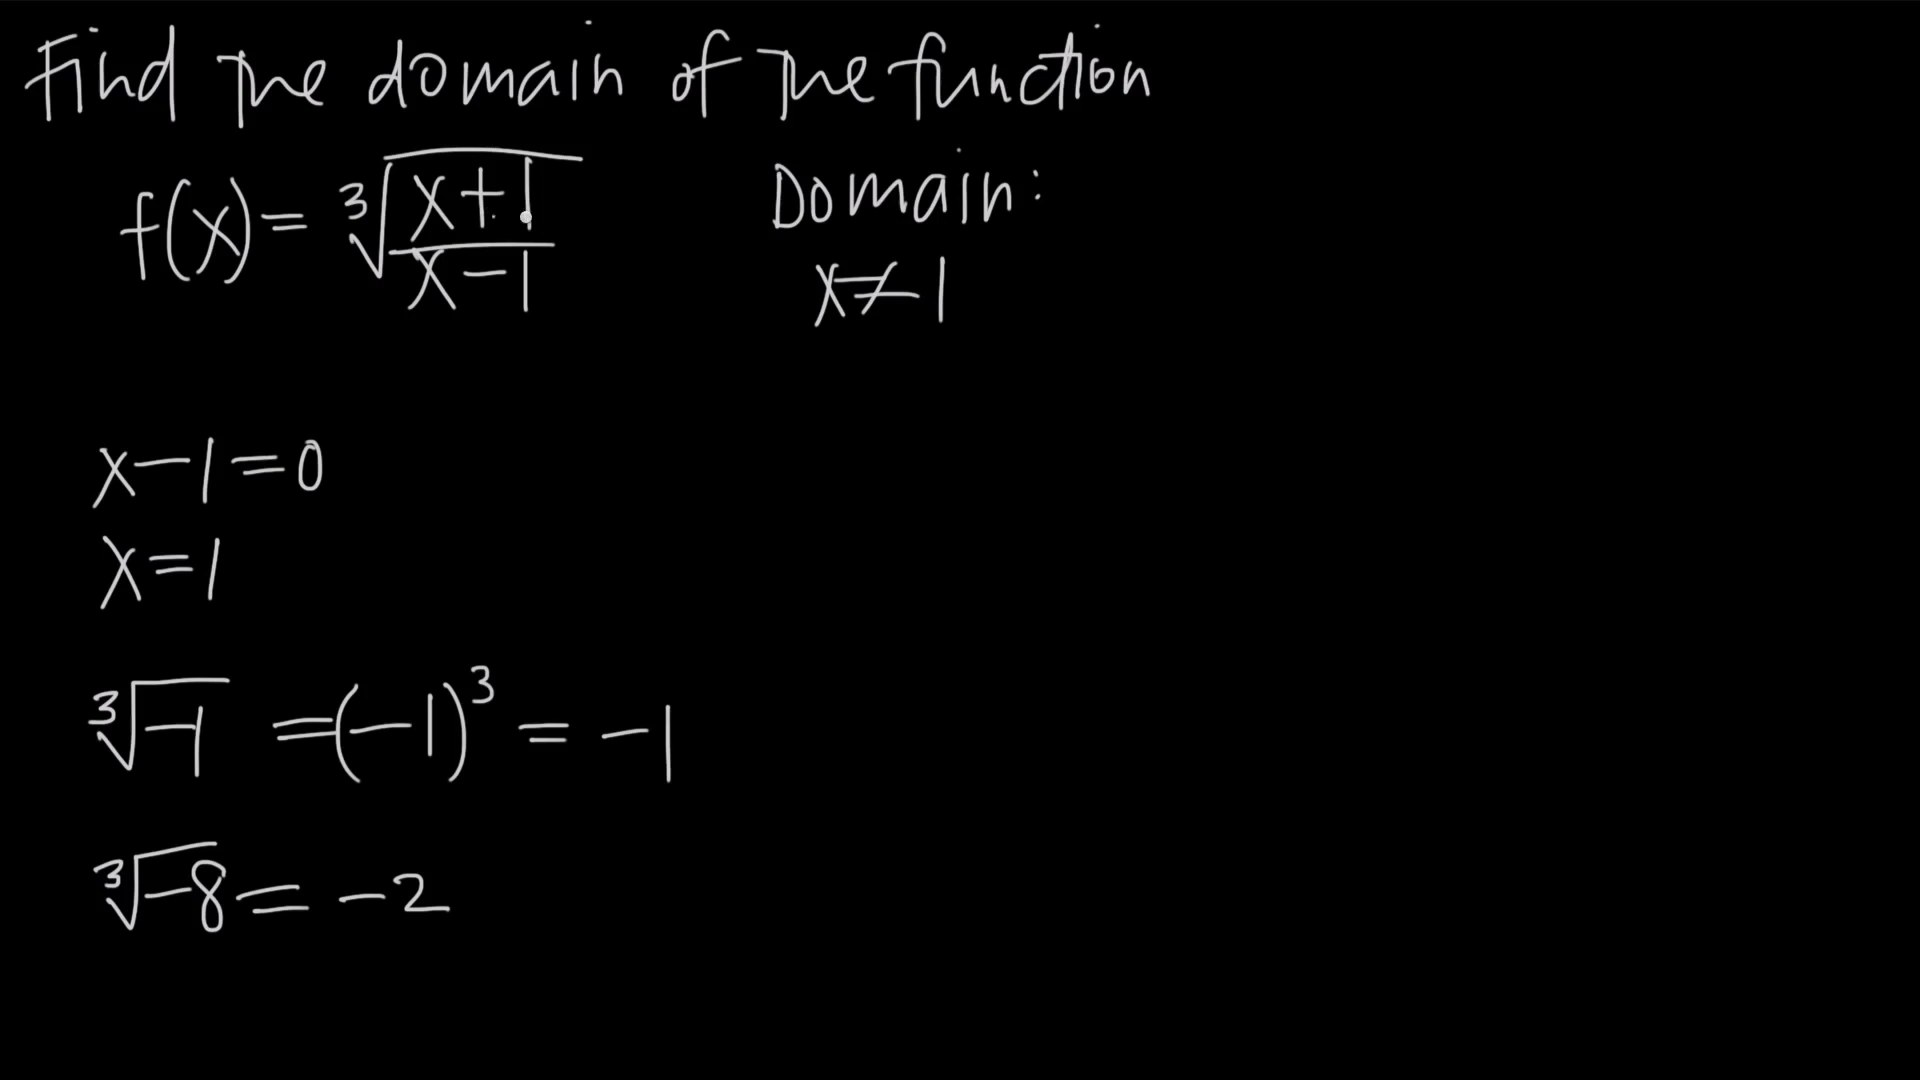 Find the domain of the function
f(x) = ∛((x+1)/(x-1))
Domain:
x ≠ 1
x-1=0
x=1
∛-1 = (-1)³ = -1
∛-8 = -2